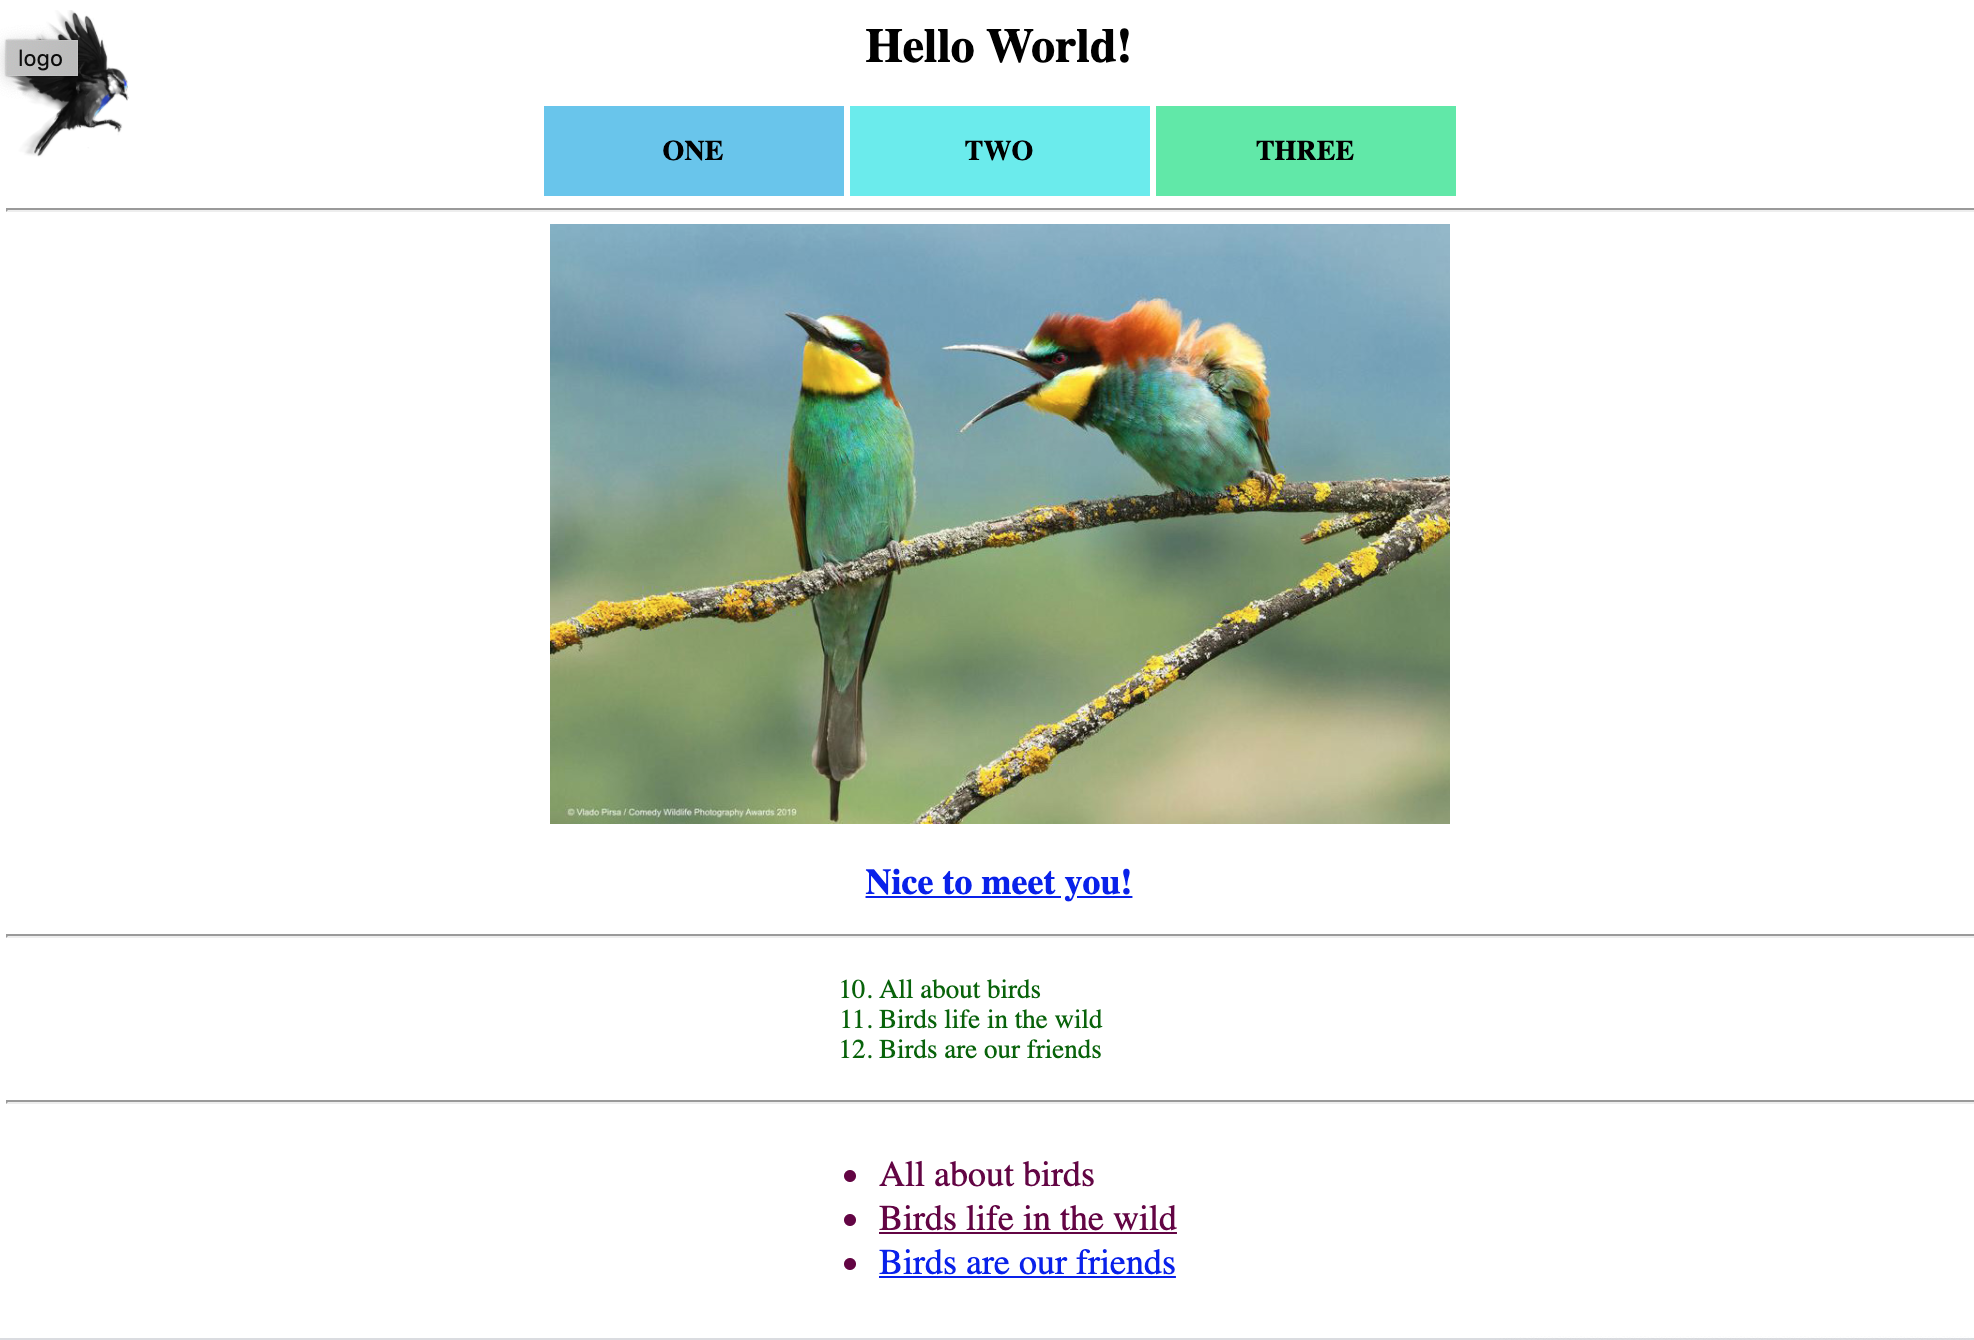 logo
Hello World!
ONE TWO THREE
© Vlado Pirsa / Comedy Wildlife Photography Awards 2019
Nice to meet you!
10. All about birds
11. Birds life in the wild
12. Birds are our friends
• All about birds
• Birds life in the wild
• Birds are our friends